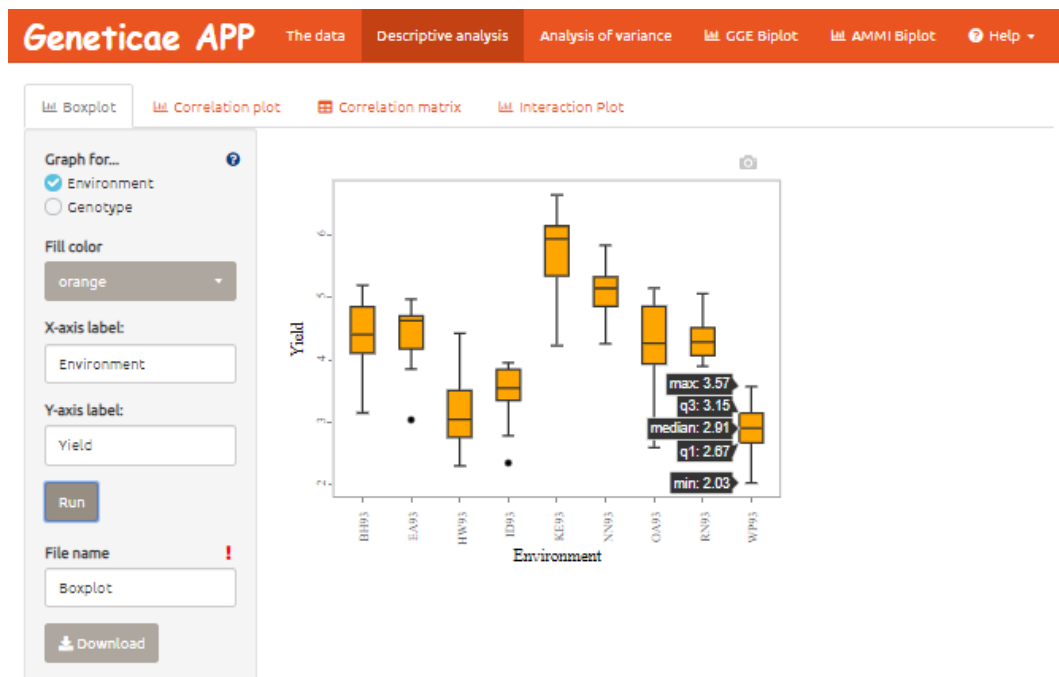 Geneticae APP
The data
Descriptive analysis
Analysis of variance
GGE Biplot
AMMI Biplot
Help
Boxplot
Correlation plot
Correlation matrix
Interaction Plot
Graph for...
Environment
Genotype
Fill color
orange
X-axis label:
Environment
Y-axis label:
Yield
Run
File name
Boxplot
Download
Yield
6
5
4
3
2
max: 3.57
q3: 3.15
median: 2.91
q1: 2.67
min: 2.03
BH93
EA93
HW93
ID93
KE93
NN93
OA93
RN93
WP93
Environment